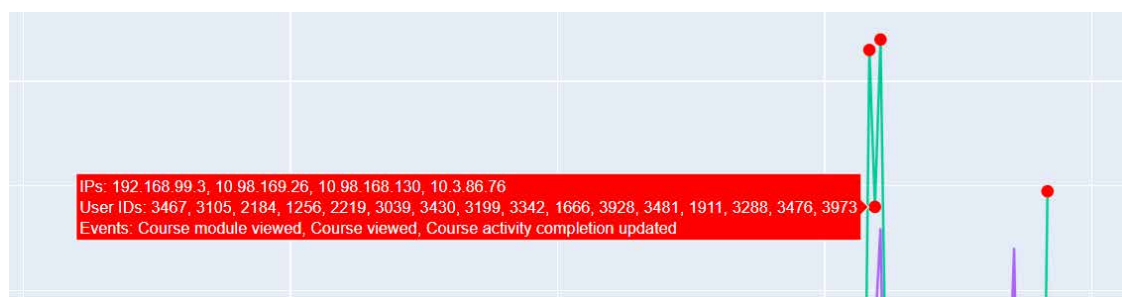 IPs: 192.168.99.3, 10.98.169.26, 10.98.168.130, 10.3.86.76
User IDs: 3467, 3105, 2184, 1256, 2219, 3039, 3430, 3199, 3342, 1666, 3928, 3481, 1911, 3288, 3476, 3973
Events: Course module viewed, Course viewed, Course activity completion updated